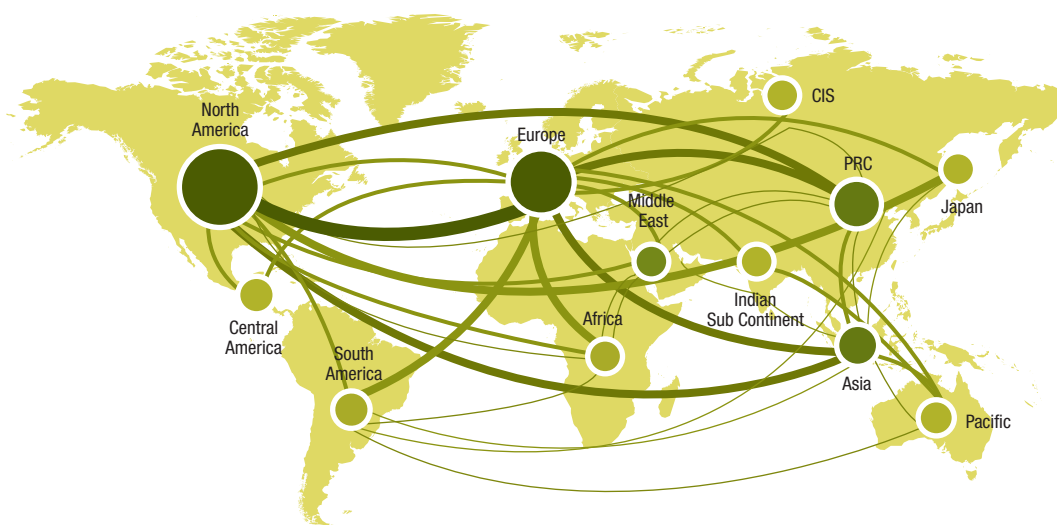 CIS
North
America
Europe
PRC
Middle
East
Japan
Indian
Sub Continent
Central
America
Africa
South
America
Asia
Pacific